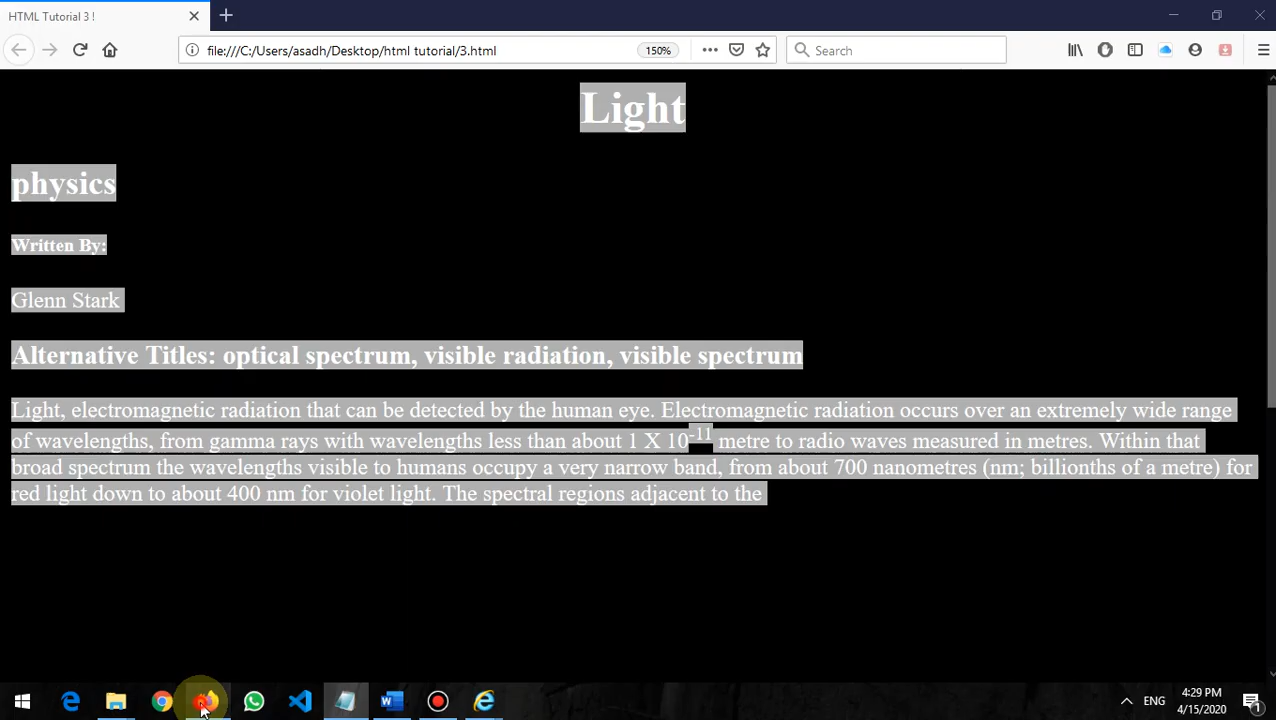 HTML Tutorial 3 !
file:///C:/Users/asadh/Desktop/html tutorial/3.html
150%
Search
Light
physics
Written By:
Glenn Stark
Alternative Titles: optical spectrum, visible radiation, visible spectrum
Light, electromagnetic radiation that can be detected by the human eye. Electromagnetic radiation occurs over an extremely wide range
of wavelengths, from gamma rays with wavelengths less than about 1 X 10-11 metre to radio waves measured in metres. Within that
broad spectrum the wavelengths visible to humans occupy a very narrow band, from about 700 nanometres (nm; billionths of a metre) for
red light down to about 400 nm for violet light. The spectral regions adjacent to the
ENG
4:29 PM
4/15/2020
1